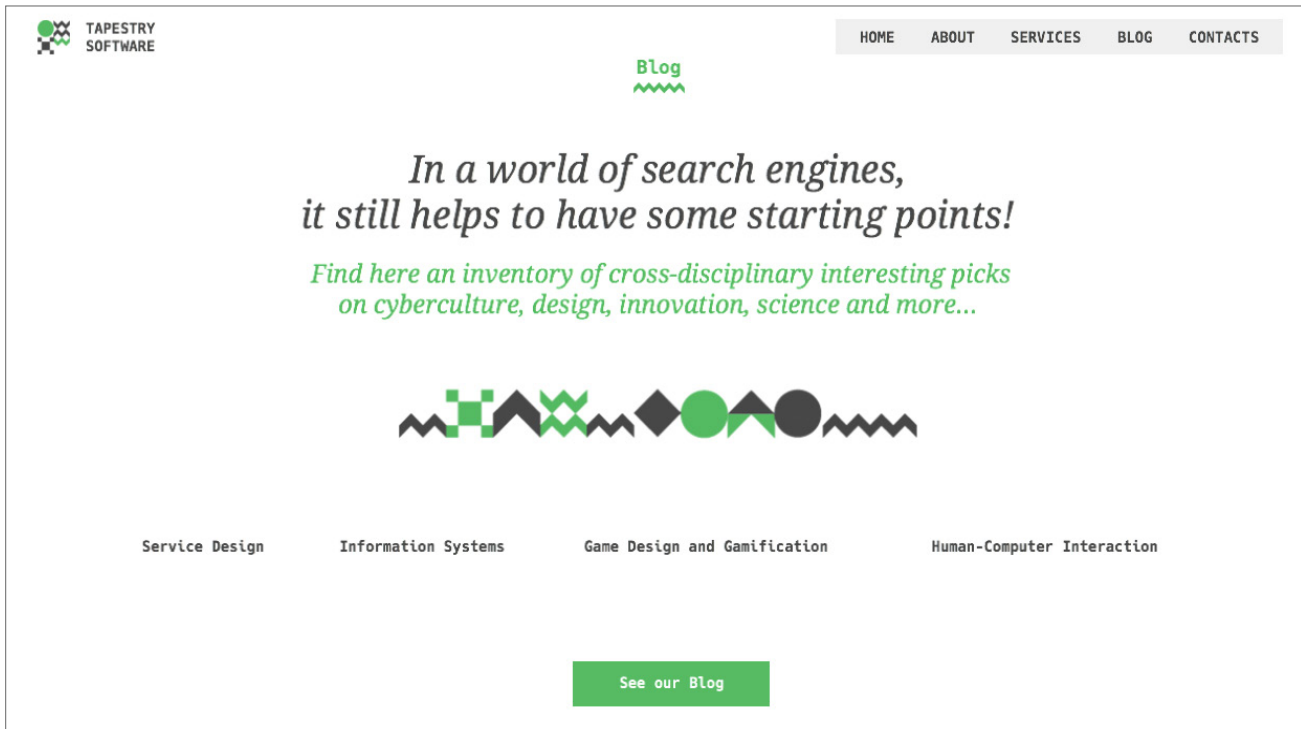 TAPESTRY
SOFTWARE
HOME ABOUT SERVICES BLOG CONTACTS
Blog
In a world of search engines,
it still helps to have some starting points!
Find here an inventory of cross-disciplinary interesting picks
on cyberculture, design, innovation, science and more...
Service Design Information Systems Game Design and Gamification Human-Computer Interaction
See our Blog